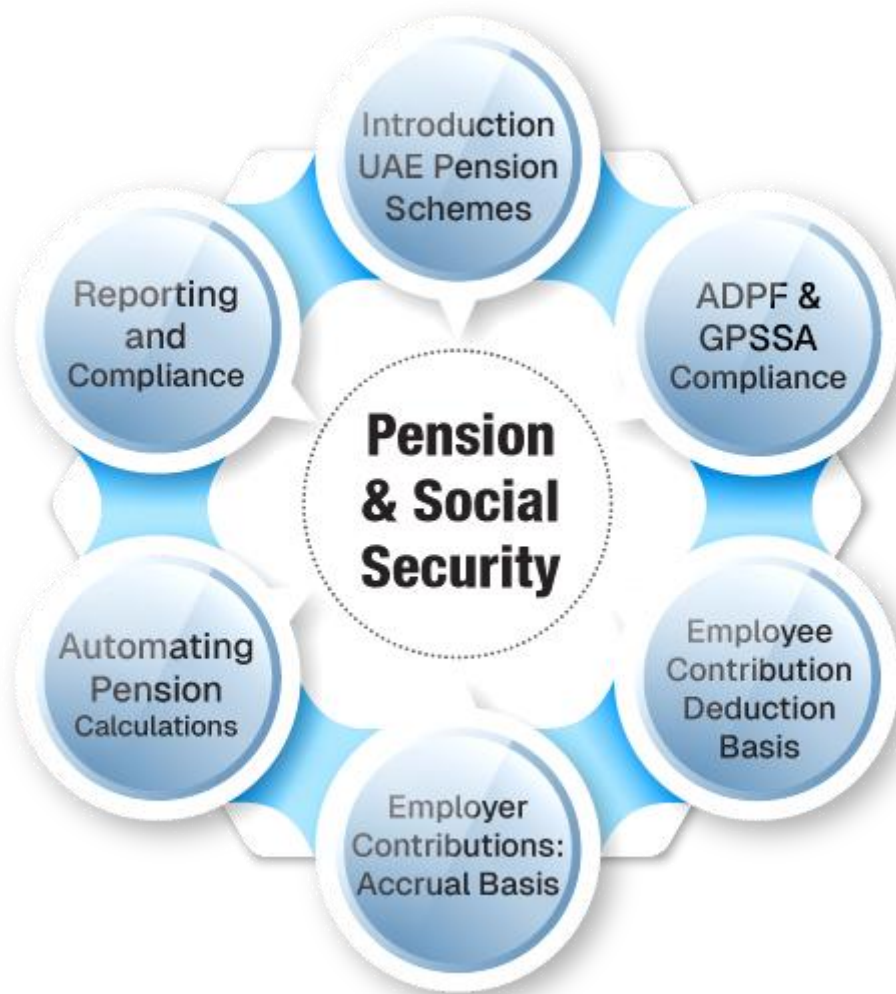 Introduction
UAE Pension
Schemes
ADPF &
GPSSA
Compliance
Employee
Contribution
Deduction
Basis
Employer
Contributions:
Accrual Basis
Automating
Pension
Calculations
Reporting
and
Compliance
Pension
& Social
Security